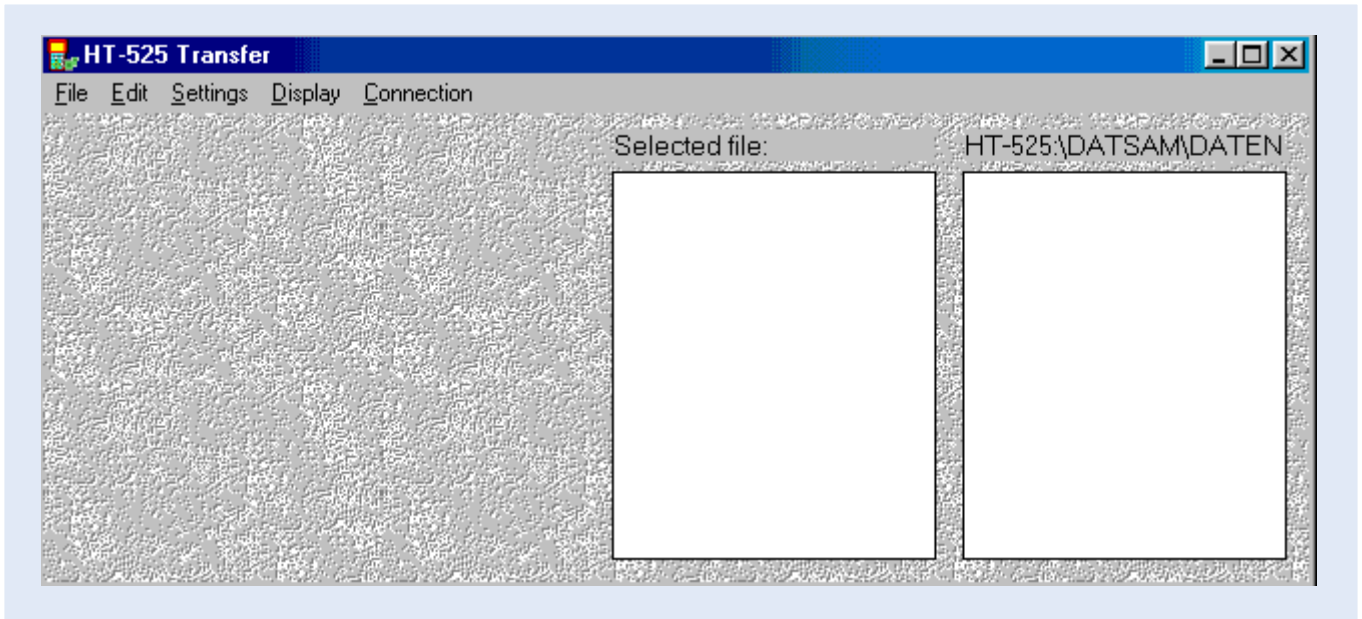 HT-525 Transfer
File Edit Settings Display Connection
Selected file: HT-525:\DATSAM\DATEN